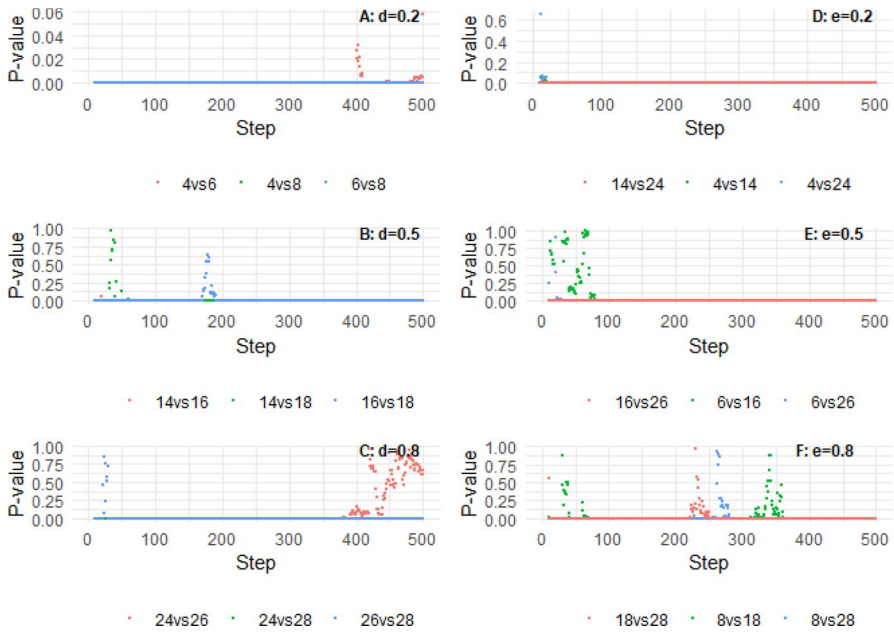 A: d=0.2
P-value
0.06
0.04
0.02
0.00
0 100 200 300 400 500
Step
4vs6 4vs8 6vs8
D: e=0.2
P-value
0.6
0.4
0.2
0.0
0 100 200 300 400 500
Step
14vs24 4vs14 4vs24
B: d=0.5
P-value
1.00
0.75
0.50
0.25
0.00
0 100 200 300 400 500
Step
14vs16 14vs18 16vs18
E: e=0.5
P-value
1.00
0.75
0.50
0.25
0.00
0 100 200 300 400 500
Step
16vs26 6vs16 6vs26
C: d=0.8
P-value
1.00
0.75
0.50
0.25
0.00
0 100 200 300 400 500
Step
24vs26 24vs28 26vs28
F: e=0.8
P-value
1.00
0.75
0.50
0.25
0.00
0 100 200 300 400 500
Step
18vs28 8vs18 8vs28